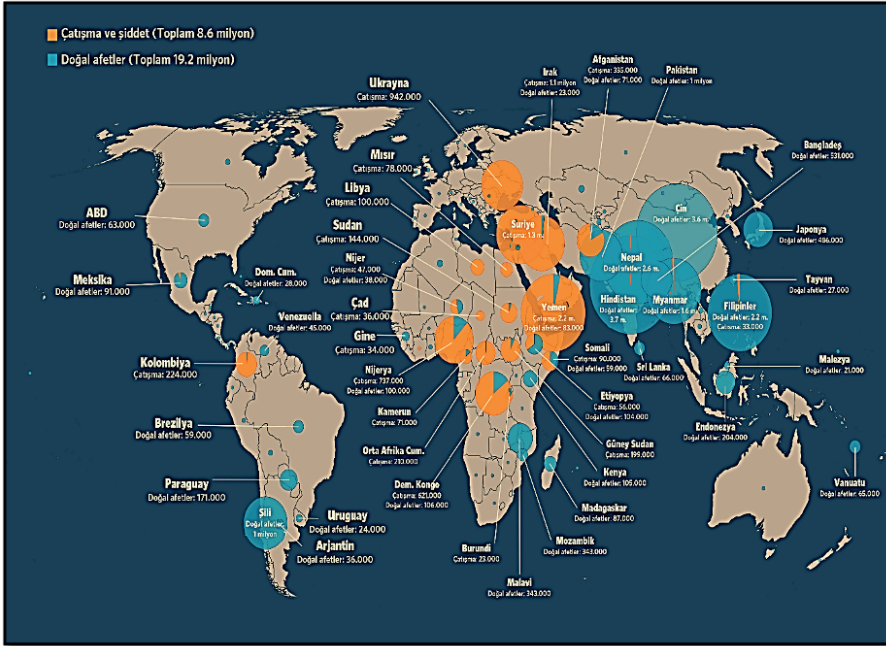 Çatışma ve şiddet (Toplam 8.6 milyon)
Doğal afetler (Toplam 19.2 milyon)
Ukrayna
Çatışma: 942.000
Irak
Çatışma: 1.1 milyon
Doğal afetler: 23.000
Afganistan
Çatışma: 335.000
Doğal afetler: 71.000
Pakistan
Doğal afetler: 1 milyon
Bangladeş
Doğal afetler: 531.000
Mısır
Çatışma: 78.000
Libya
Çatışma: 100.000
Sudan
Çatışma: 144.000
Nijer
Çatışma: 47.000
Doğal afetler: 38.000
Çad
Çatışma: 36.000
Gine
Çatışma: 34.000
Nijerya
Çatışma: 737.000
Doğal afetler: 100.000
Kamerun
Çatışma: 71.000
Orta Afrika Cum.
Çatışma: 210.000
Dem. Kongo
Çatışma: 621.000
Doğal afetler: 106.000
Burundi
Çatışma: 23.000
Malavi
Doğal afetler: 343.000
Mozambik
Doğal afetler: 343.000
Madagaskar
Doğal afetler: 87.000
Kenya
Doğal afetler: 105.000
Güney Sudan
Çatışma: 199.000
Etiyopya
Çatışma: 56.000
Doğal afetler: 104.000
Somali
Çatışma: 90.000
Doğal afetler: 59.000
Suriye
Çatışma: 1.3 m.
Yemen
Çatışma: 2.2 m.
Doğal afetler: 83.000
Çin
Doğal afetler: 3.6 m.
Nepal
Doğal afetler: 2.6 m.
Hindistan
Doğal afetler:
3.7 m.
Myanmar
Doğal afetler: 1.6 m.
Filipinler
Doğal afetler: 2.2 m.
Çatışma: 33.000
Japonya
Doğal afetler: 486.000
Tayvan
Doğal afetler: 27.000
Malezya
Doğal afetler: 21.000
Sri Lanka
Doğal afetler: 66.000
Endonezya
Doğal afetler: 204.000
Vanuatu
Doğal afetler: 65.000
ABD
Doğal afetler: 63.000
Meksika
Doğal afetler: 91.000
Dom. Cum.
Doğal afetler: 28.000
Venezuella
Doğal afetler: 45.000
Kolombiya
Çatışma: 224.000
Brezilya
Doğal afetler: 59.000
Paraguay
Doğal afetler: 171.000
Şili
Doğal afetler:
1 milyon
Uruguay
Doğal afetler: 24.000
Arjantin
Doğal afetler: 36.000